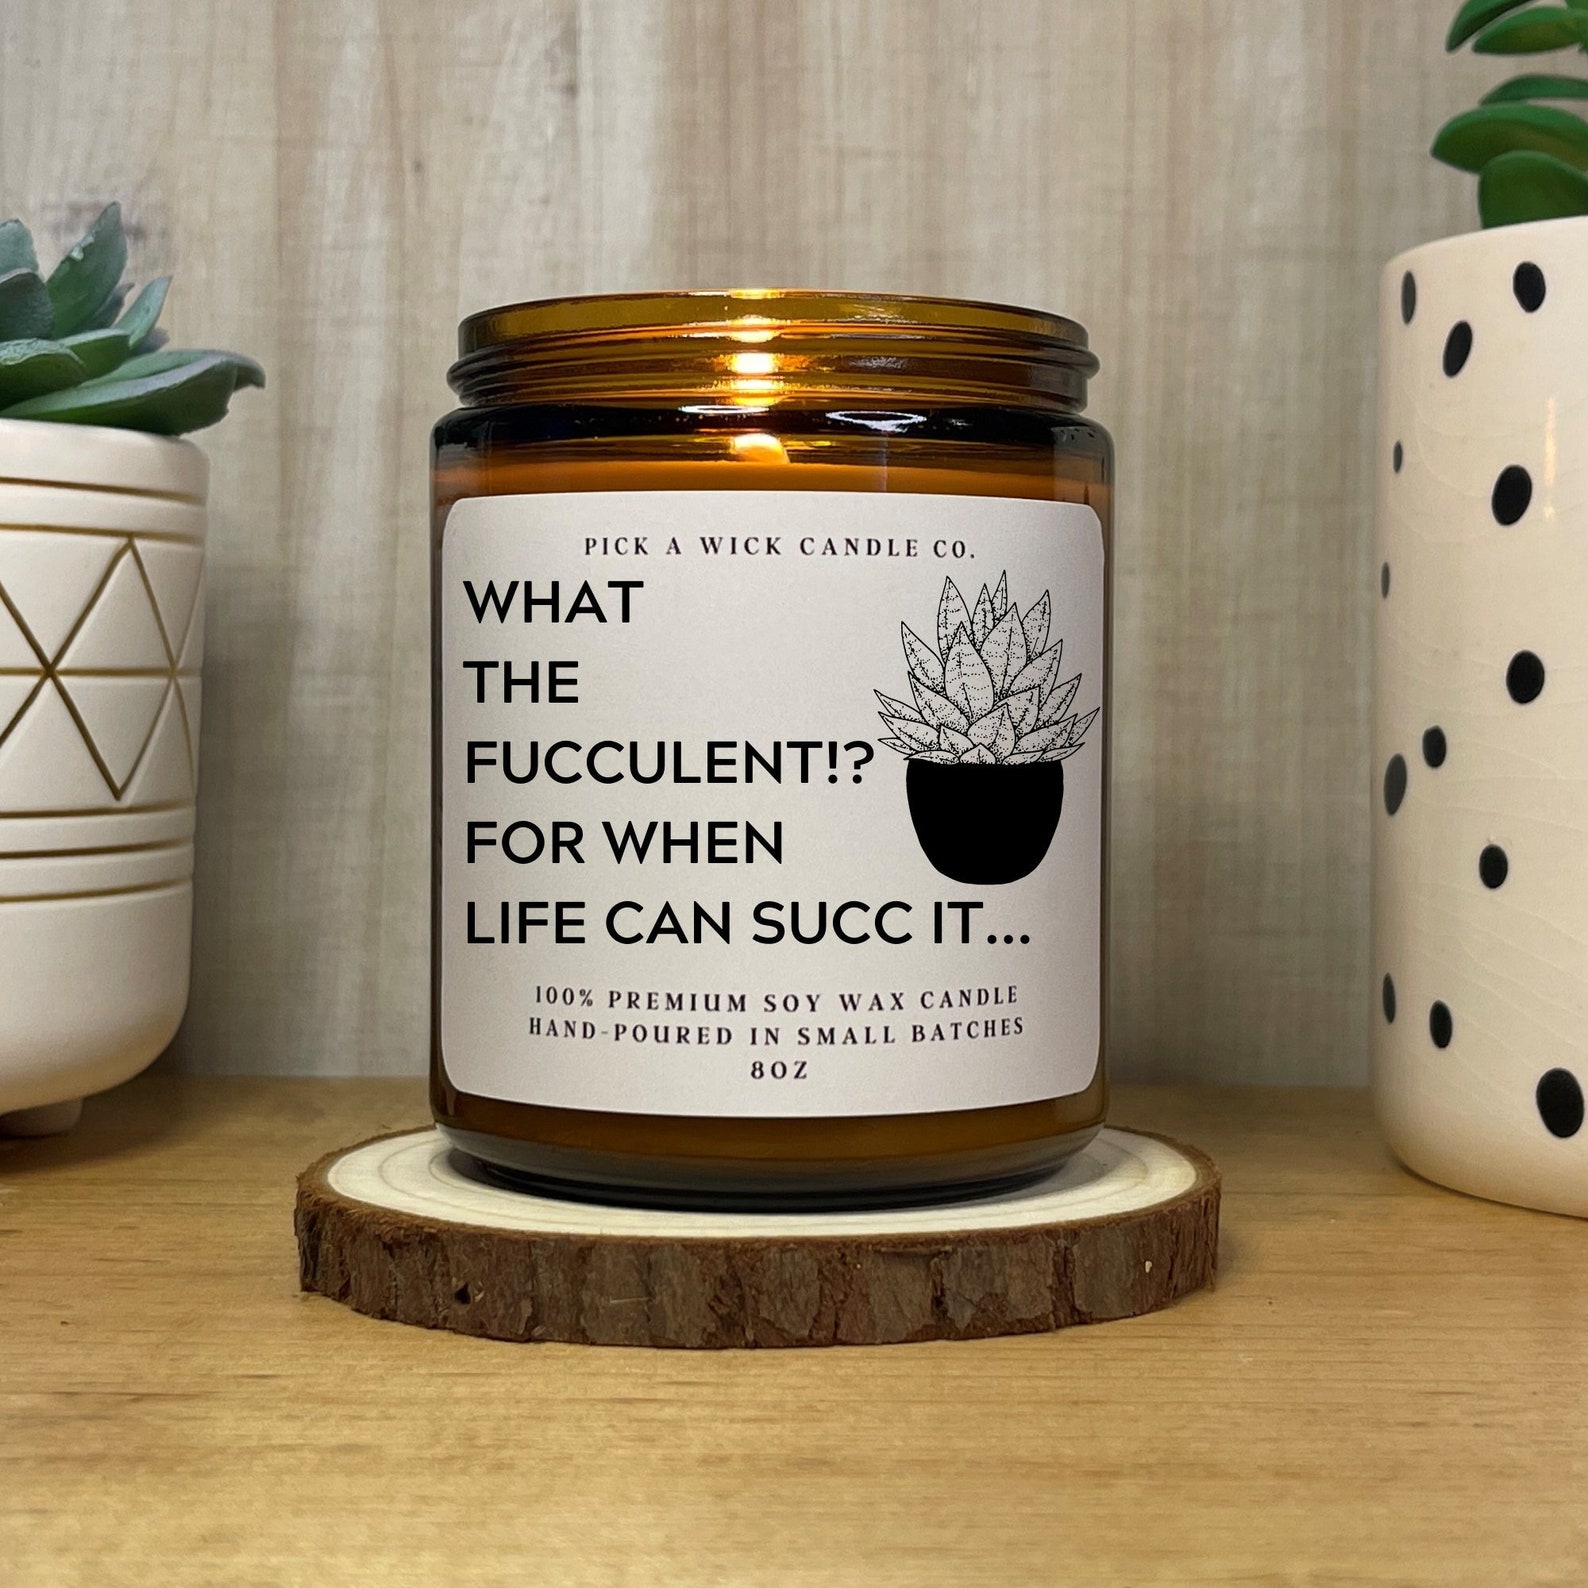 PICK A WICK CANDLE CO.
WHAT
THE
FUCCULENT!?
FOR WHEN
LIFE CAN SUCC IT...
100% PREMIUM SOY WAX CANDLE
HAND-POURED IN SMALL BATCHES
8OZ